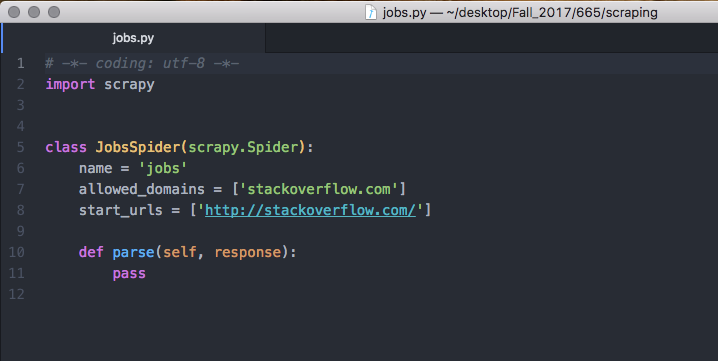 jobs.py — ~/desktop/Fall_2017/665/scraping
jobs.py
1 # -*- coding: utf-8 -*-
2 import scrapy
3
4
5 class JobsSpider(scrapy.Spider):
6     name = 'jobs'
7     allowed_domains = ['stackoverflow.com']
8     start_urls = ['http://stackoverflow.com/']
9
10     def parse(self, response):
11         pass
12